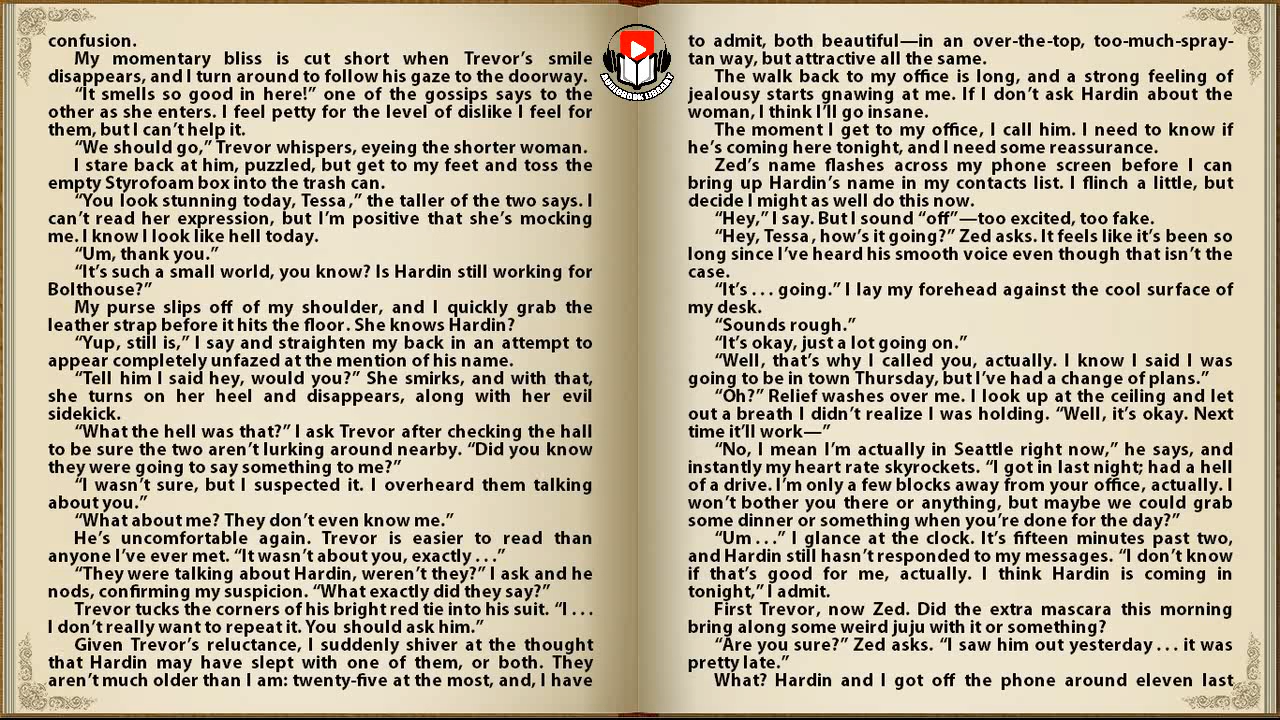 confusion.
My momentary bliss is cut short when Trevor’s smile
disappears, and I turn around to follow his gaze to the doorway.
“It smells so good in here!” one of the gossips says to the
other as she enters. I feel petty for the level of dislike I feel for
them, but I can’t help it.
“We should go,” Trevor whispers, eyeing the shorter woman.
I stare back at him, puzzled, but get to my feet and toss the
empty Styrofoam box into the trash can.
“You look stunning today, Tessa,” the taller of the two says. I
can’t read her expression, but I’m positive that she’s mocking
me. I know I look like hell today.
“Um, thank you.”
“It’s such a small world, you know? Is Hardin still working for
Bolthouse?”
My purse slips off of my shoulder, and I quickly grab the
leather strap before it hits the floor. She knows Hardin?
“Yup, still is,” I say and straighten my back in an attempt to
appear completely unfazed at the mention of his name.
“Tell him I said hey, would you?” She smirks, and with that,
she turns on her heel and disappears, along with her evil
sidekick.
“What the hell was that?” I ask Trevor after checking the hall
to be sure the two aren’t lurking around nearby. “Did you know
they were going to say something to me?”
“I wasn’t sure, but I suspected it. I overheard them talking
about you.”
“What about me? They don’t even know me.”
He’s uncomfortable again. Trevor is easier to read than
anyone I’ve ever met. “It wasn’t about you, exactly . . .”
“They were talking about Hardin, weren’t they?” I ask and he
nods, confirming my suspicion. “What exactly did they say?”
Trevor tucks the corners of his bright red tie into his suit. “I . . .
I don’t really want to repeat it. You should ask him.”
Given Trevor’s reluctance, I suddenly shiver at the thought
that Hardin may have slept with one of them, or both. They
aren’t much older than I am: twenty-five at the most, and, I have
AUDIOBOOK LIBRARY
to admit, both beautiful—in an over-the-top, too-much-spray-
tan way, but attractive all the same.
The walk back to my office is long, and a strong feeling of
jealousy starts gnawing at me. If I don’t ask Hardin about the
woman, I think I’ll go insane.
The moment I get to my office, I call him. I need to know if
he’s coming here tonight, and I need some reassurance.
Zed’s name flashes across my phone screen before I can
bring up Hardin’s name in my contacts list. I flinch a little, but
decide I might as well do this now.
“Hey,” I say. But I sound “off”—too excited, too fake.
“Hey, Tessa, how’s it going?” Zed asks. It feels like it’s been so
long since I’ve heard his smooth voice even though that isn’t the
case.
“It’s . . . going.” I lay my forehead against the cool surface of
my desk.
“Sounds rough.”
“It’s okay, just a lot going on.”
“Well, that’s why I called you, actually. I know I said I was
going to be in town Thursday, but I’ve had a change of plans.”
“Oh?” Relief washes over me. I look up at the ceiling and let
out a breath I didn’t realize I was holding. “Well, it’s okay. Next
time it’ll work—”
“No, I mean I’m actually in Seattle right now,” he says, and
instantly my heart rate skyrockets. “I got in last night; had a hell
of a drive. I’m only a few blocks away from your office, actually. I
won’t bother you there or anything, but maybe we could grab
some dinner or something when you’re done for the day?”
“Um . . .” I glance at the clock. It’s fifteen minutes past two,
and Hardin still hasn’t responded to my messages. “I don’t know
if that’s good for me, actually. I think Hardin is coming in
tonight,” I admit.
First Trevor, now Zed. Did the extra mascara this morning
bring along some weird juju with it or something?
“Are you sure?” Zed asks. “I saw him out yesterday . . . it was
pretty late.”
What? Hardin and I got off the phone around eleven last